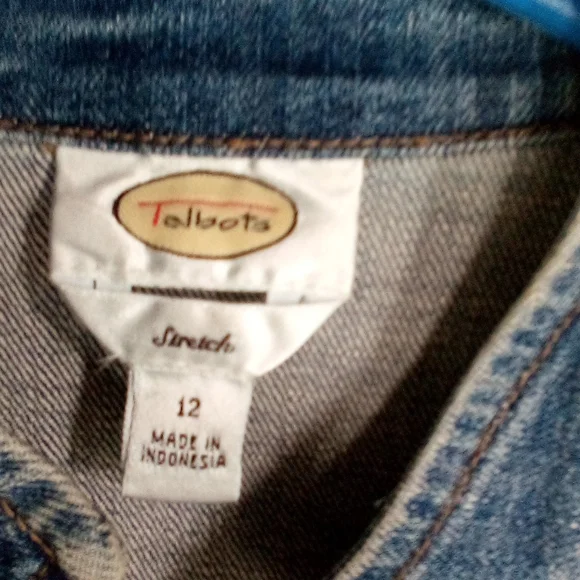 Talbots
Stretch
12
MADE IN
INDONESIA